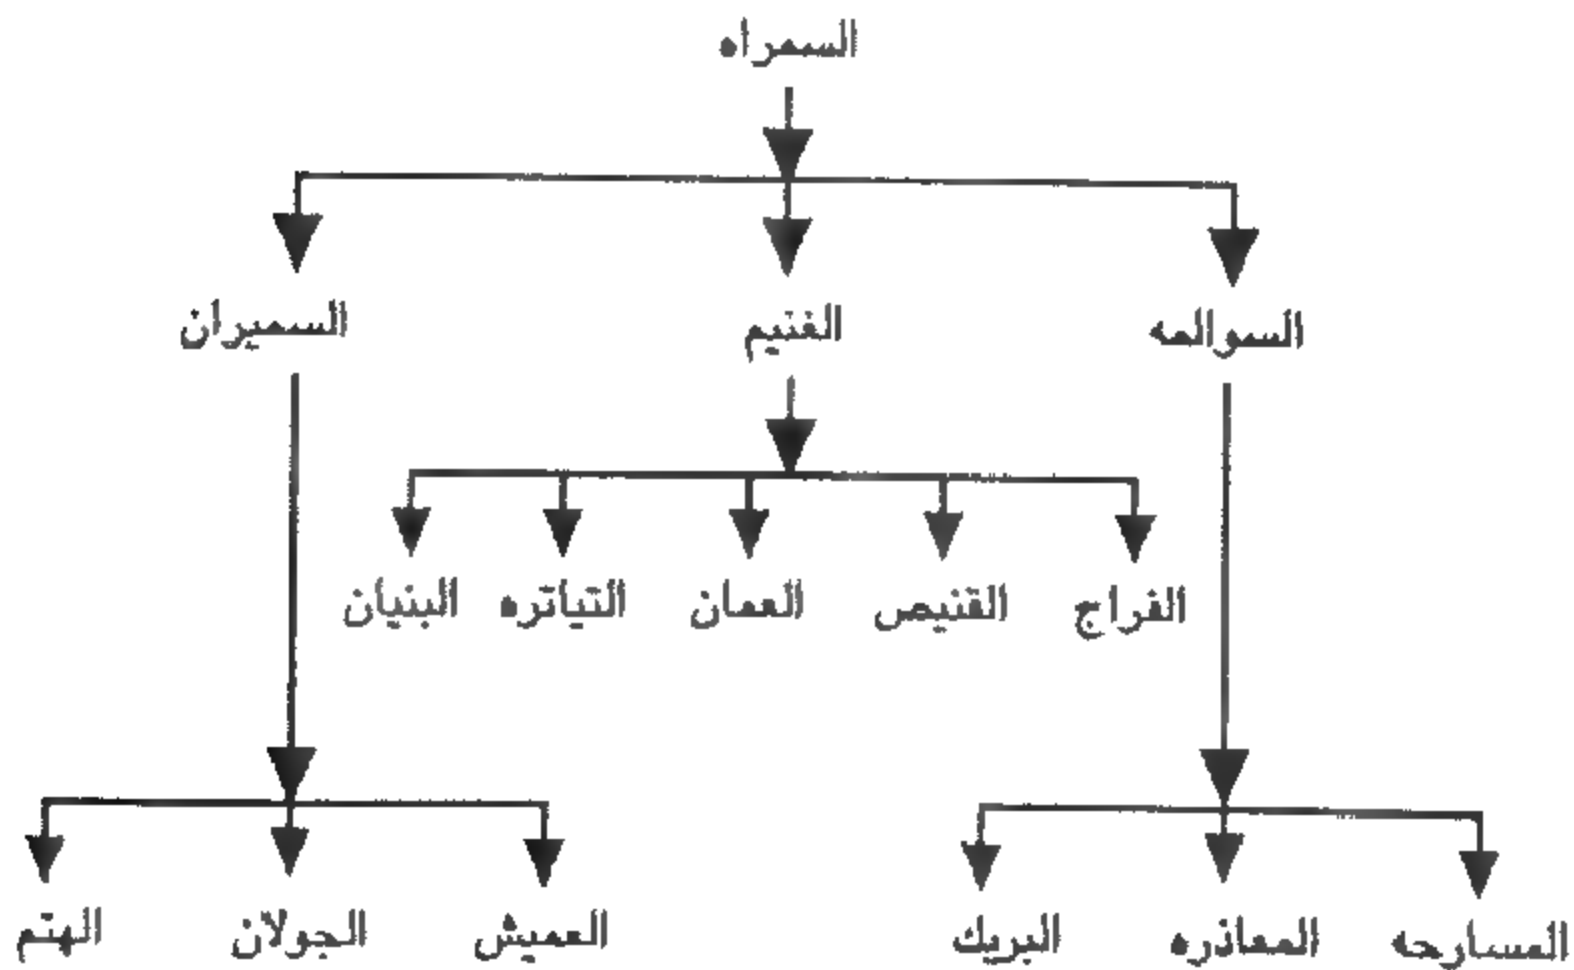 السمراه
السوالمه الغنيم السميران
الفراج القنيص العمان التياتره البنيان
المسارحه المعاذره البريك العميش الجولان الهتم